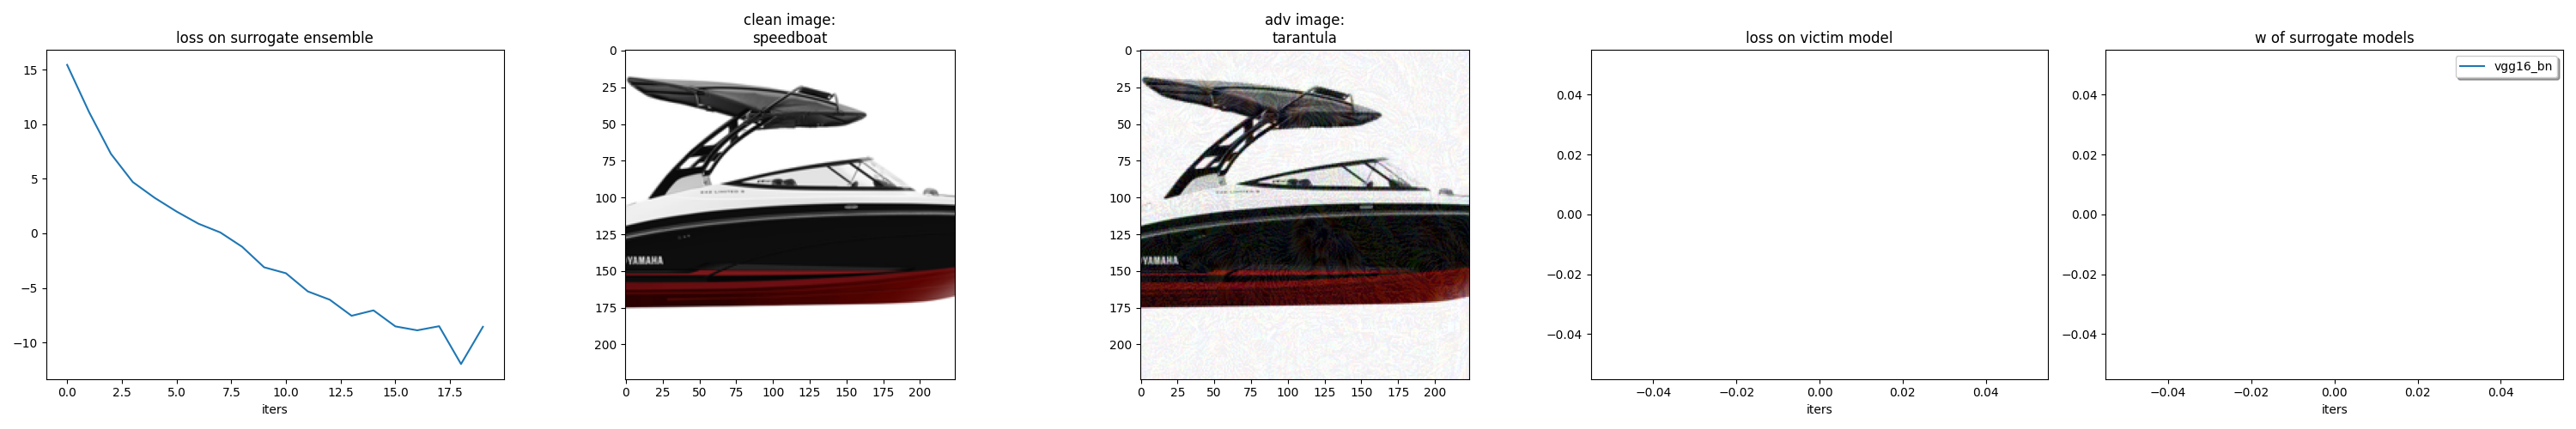 loss on surrogate ensemble
15
10
5
0
−5
−10
0.0 2.5 5.0 7.5 10.0 12.5 15.0 17.5
iters
clean image:
speedboat
0
25
50
75
100
125
150
175
200
0 25 50 75 100 125 150 175 200
YAMAHA
adv image:
tarantula
0
25
50
75
100
125
150
175
200
0 25 50 75 100 125 150 175 200
YAMAHA
loss on victim model
0.04
0.02
0.00
−0.02
−0.04
−0.04 −0.02 0.00 0.02 0.04
iters
w of surrogate models
vgg16_bn
0.04
0.02
0.00
−0.02
−0.04
−0.04 −0.02 0.00 0.02 0.04
iters